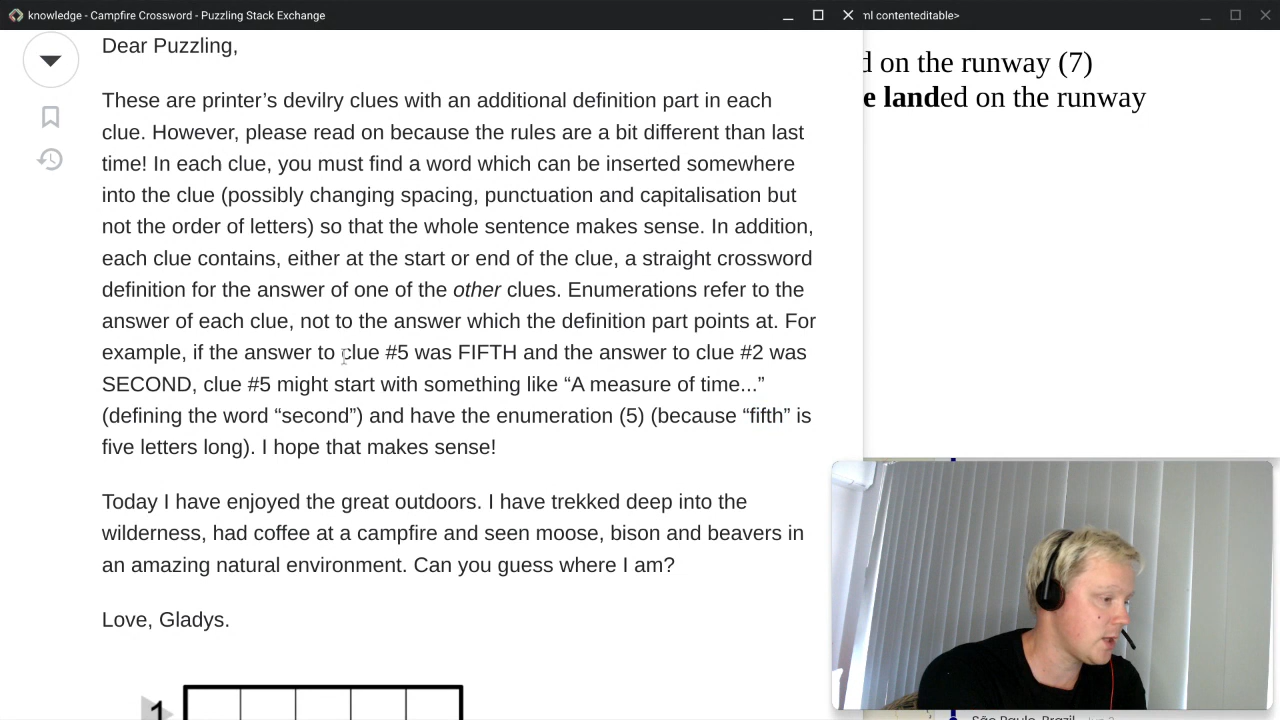 knowledge - Campfire Crossword - Puzzling Stack Exchange
ml contenteditable>
Dear Puzzling,
These are printer’s devilry clues with an additional definition part in each
clue. However, please read on because the rules are a bit different than last
time! In each clue, you must find a word which can be inserted somewhere
into the clue (possibly changing spacing, punctuation and capitalisation but
not the order of letters) so that the whole sentence makes sense. In addition,
each clue contains, either at the start or end of the clue, a straight crossword
definition for the answer of one of the other clues. Enumerations refer to the
answer of each clue, not to the answer which the definition part points at. For
example, if the answer to clue #5 was FIFTH and the answer to clue #2 was
SECOND, clue #5 might start with something like “A measure of time...”
(defining the word “second”) and have the enumeration (5) (because “fifth” is
five letters long). I hope that makes sense!
Today I have enjoyed the great outdoors. I have trekked deep into the
wilderness, had coffee at a campfire and seen moose, bison and beavers in
an amazing natural environment. Can you guess where I am?
Love, Gladys.
1
d on the runway (7)
e landed on the runway
São Paulo, Brazil